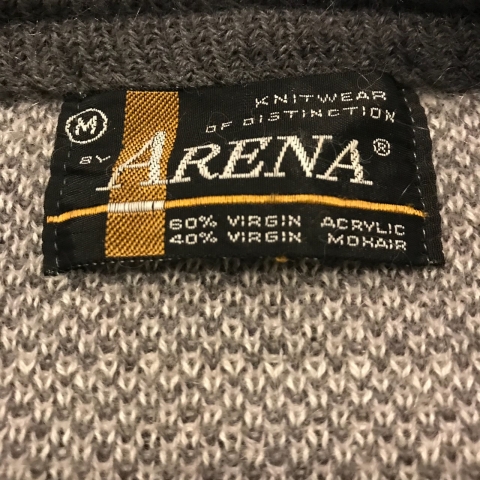 KNITWEAR
OF DISTINCTION
M
BY ARENA®
60% VIRGIN ACRYLIC
40% VIRGIN MOHAIR